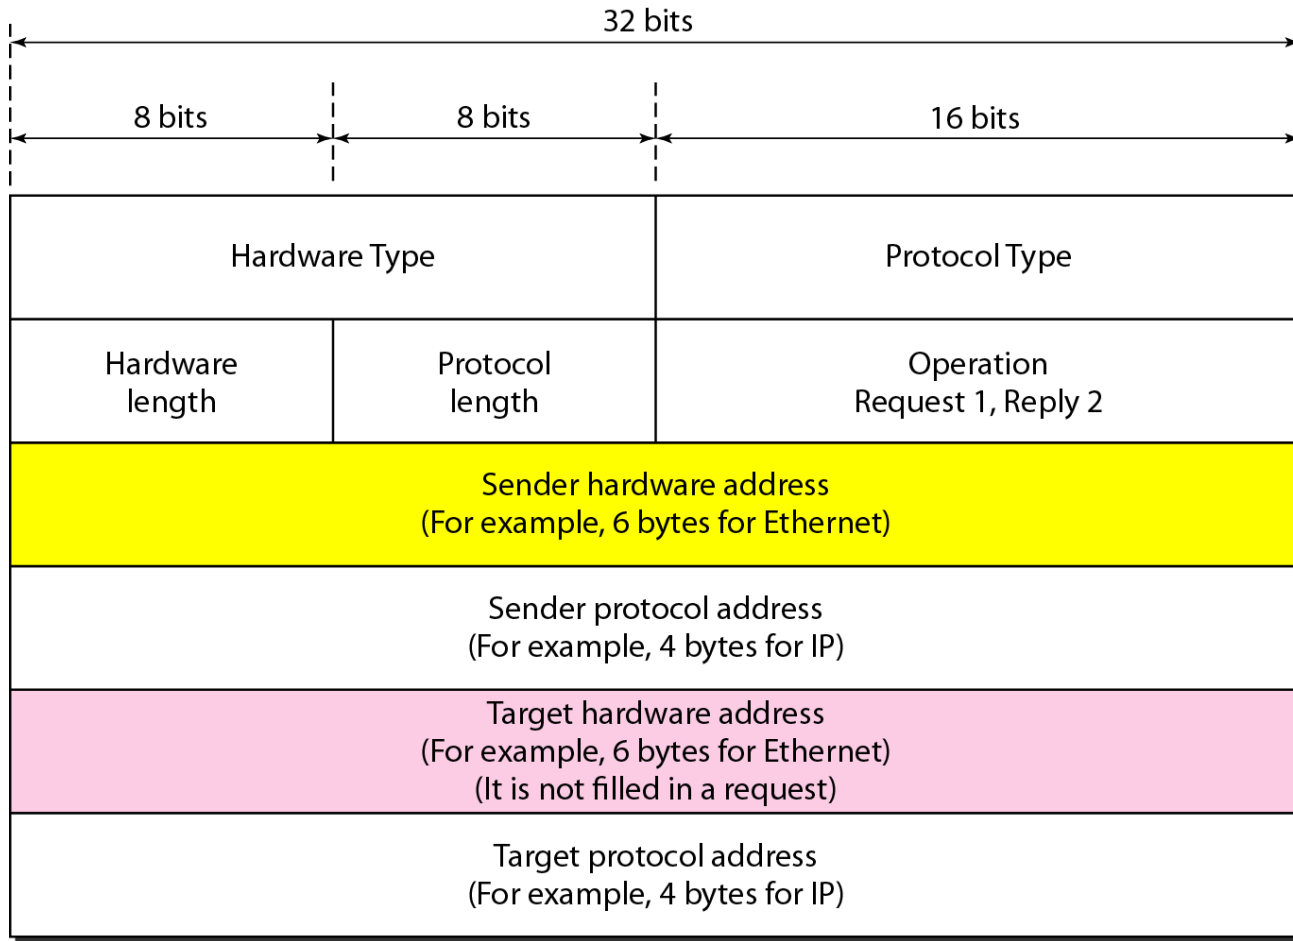 32 bits
8 bits
8 bits
16 bits
Hardware Type
Protocol Type
Hardware
length
Protocol
length
Operation
Request 1, Reply 2
Sender hardware address
(For example, 6 bytes for Ethernet)
Sender protocol address
(For example, 4 bytes for IP)
Target hardware address
(For example, 6 bytes for Ethernet)
(It is not filled in a request)
Target protocol address
(For example, 4 bytes for IP)